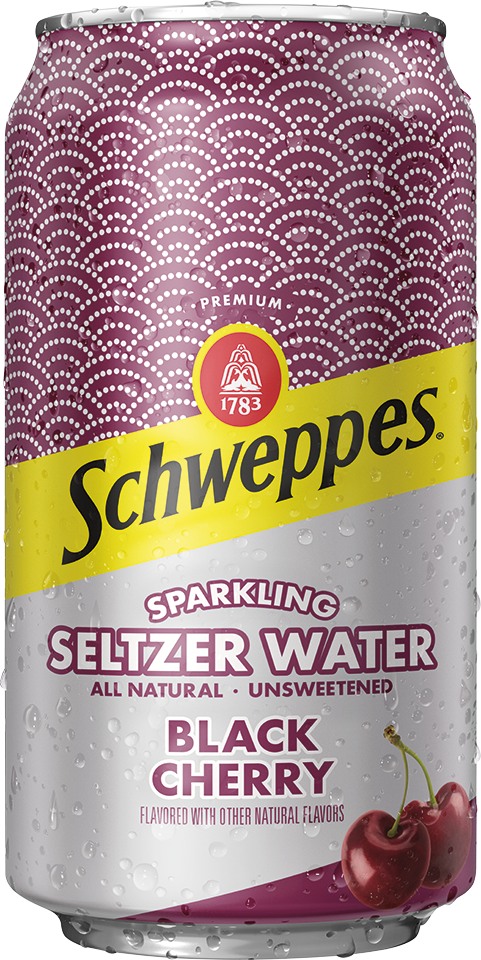 PREMIUM
1783
Schweppes®
SPARKLING
SELTZER WATER
ALL NATURAL · UNSWEETENED
BLACK
CHERRY
FLAVORED WITH OTHER NATURAL FLAVORS